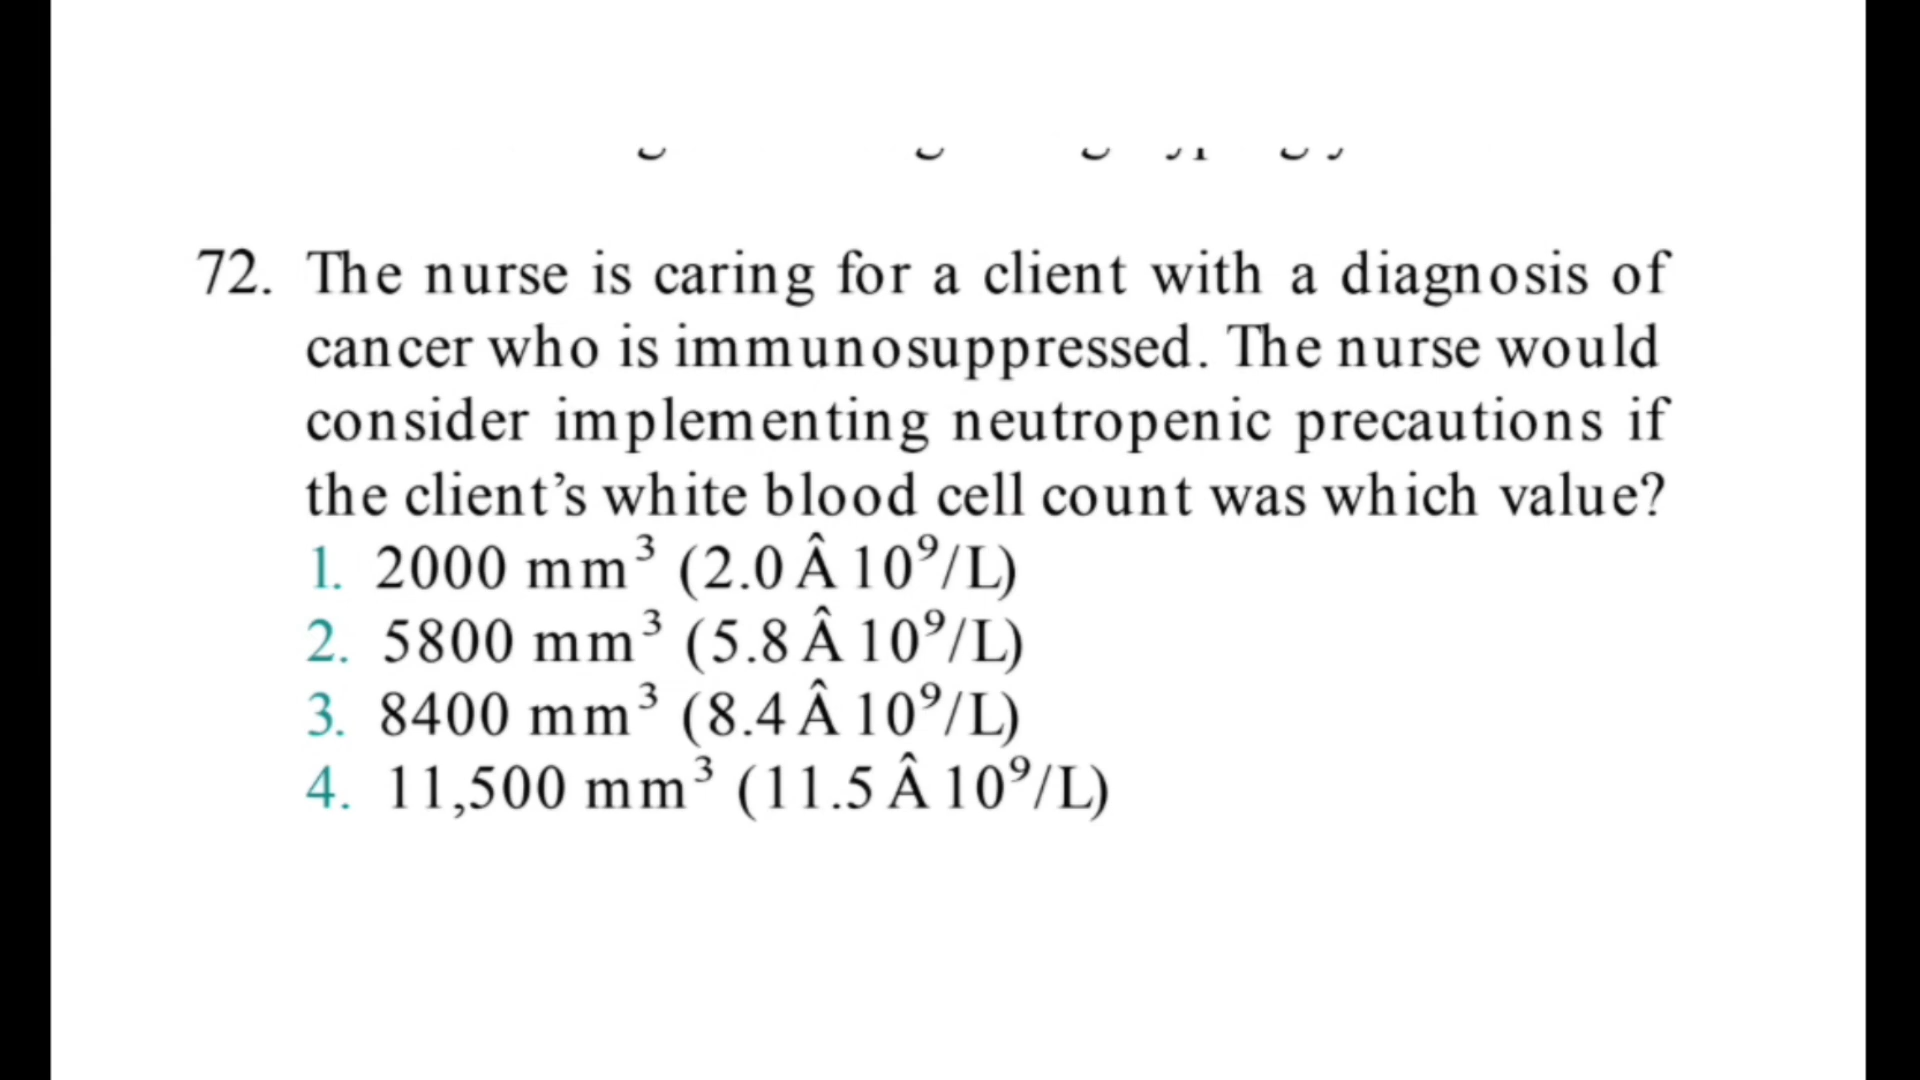 72. The nurse is caring for a client with a diagnosis of
cancer who is immunosuppressed. The nurse would
consider implementing neutropenic precautions if
the client’s white blood cell count was which value?
1. 2000 mm³ (2.0 Â 10⁹/L)
2. 5800 mm³ (5.8 Â 10⁹/L)
3. 8400 mm³ (8.4 Â 10⁹/L)
4. 11,500 mm³ (11.5 Â 10⁹/L)